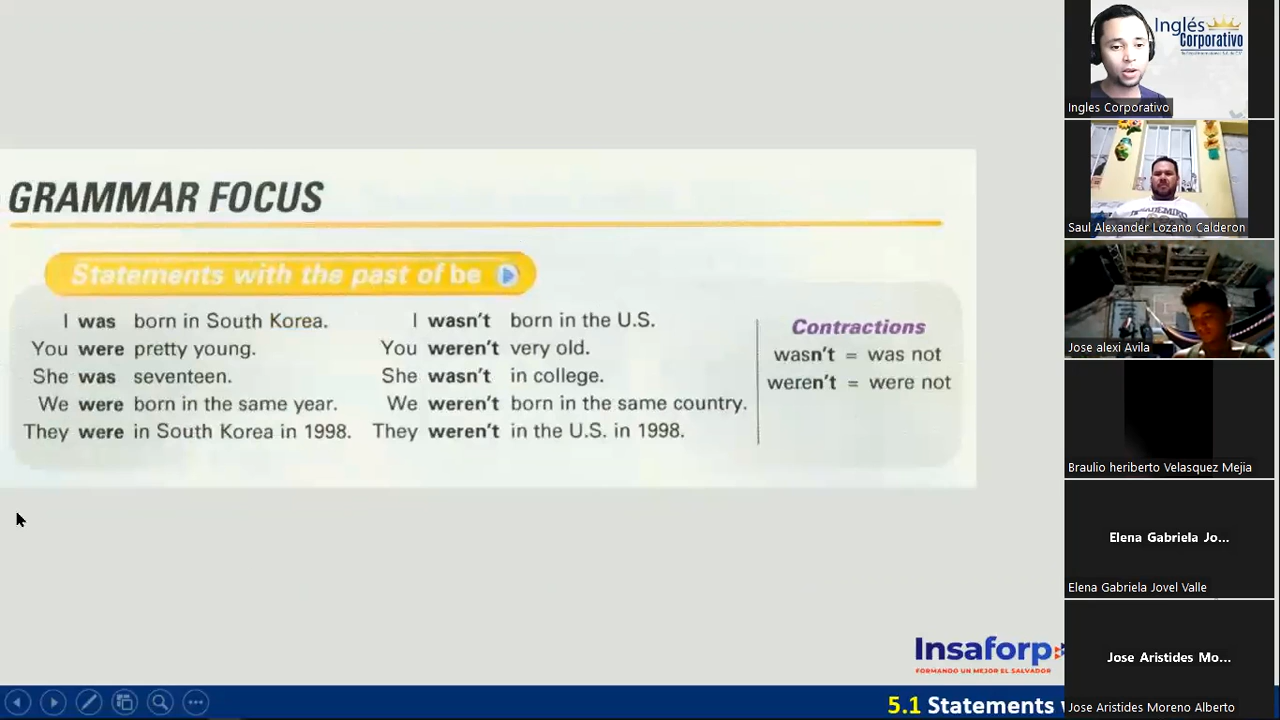 GRAMMAR FOCUS
Statements with the past of be
I was born in South Korea.
You were pretty young.
She was seventeen.
We were born in the same year.
They were in South Korea in 1998.
I wasn't born in the U.S.
You weren't very old.
She wasn't in college.
We weren't born in the same country.
They weren't in the U.S. in 1998.
Contractions
wasn't = was not
weren't = were not
Insaforp
FORMANDO UN MEJOR EL SALVADOR
5.1 Statements
Inglés
Corporativo
Ingles Corporativo
Saul Alexander Lozano Calderon
Jose alexi Avila
Braulio heriberto Velasquez Mejia
Elena Gabriela Jo...
Elena Gabriela Jovel Valle
Jose Aristides Mo...
Jose Aristides Moreno Alberto